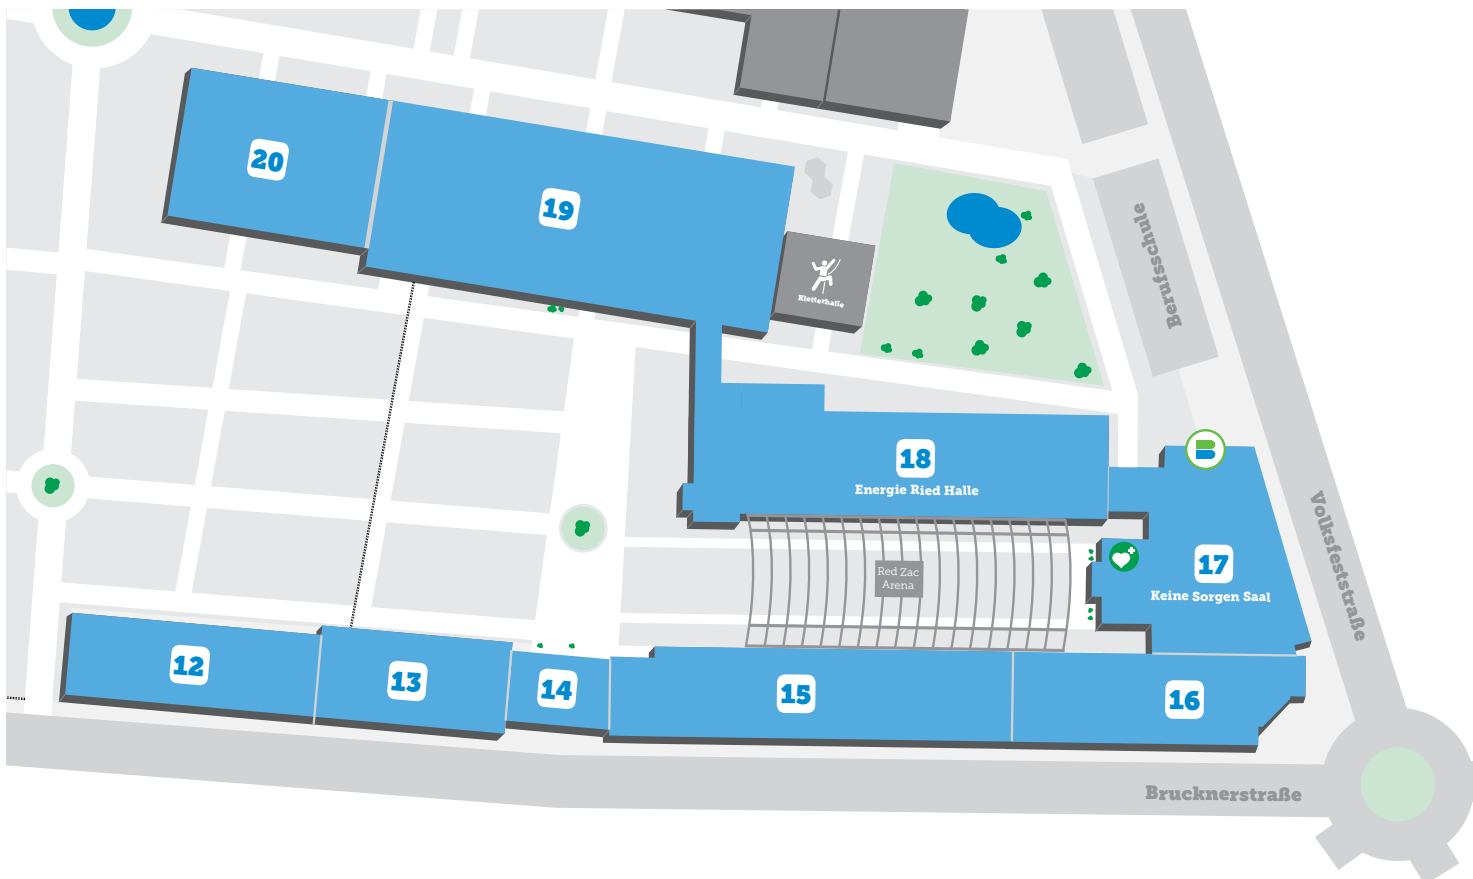 20
19
Kletterhalle
Berufsschule
18
Energie Ried Halle
Red Zac
Arena
17
Keine Sorgen Saal
Volksfeststraße
12
13
14
15
16
Brucknerstraße